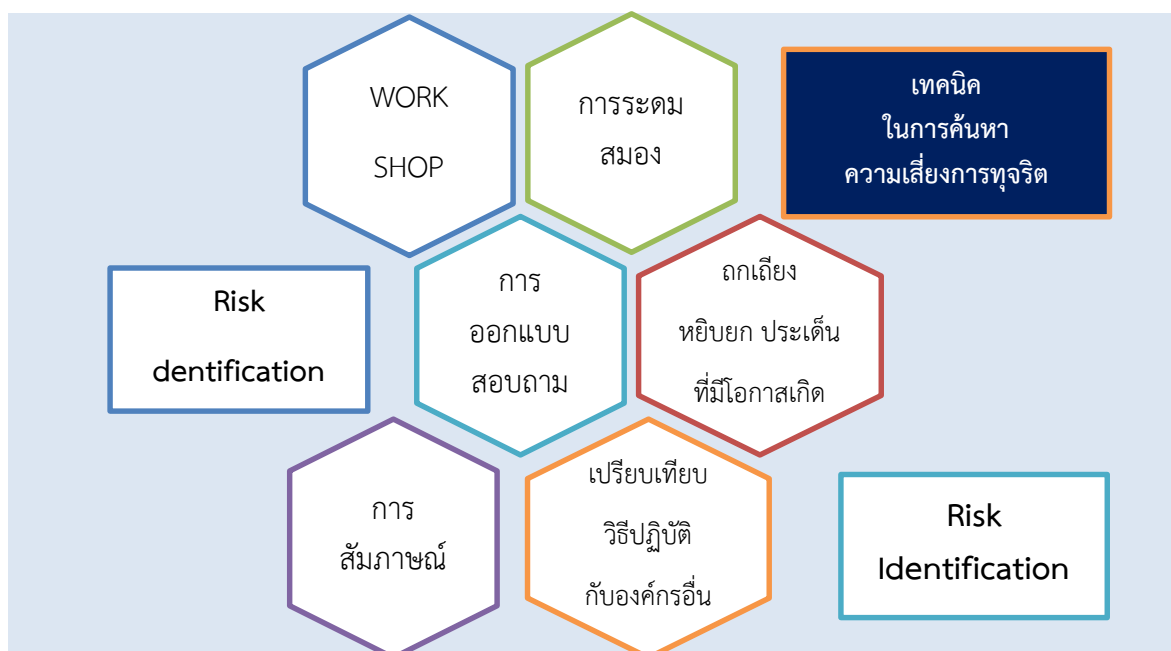 WORK
SHOP
การระดม
สมอง
เทคนิค
ในการค้นหา
ความเสี่ยงการทุจริต
Risk
dentification
การ
ออกแบบ
สอบถาม
ถกเถียง
หยิบยก ประเด็น
ที่มีโอกาสเกิด
การ
สัมภาษณ์
เปรียบเทียบ
วิธีปฏิบัติ
กับองค์กรอื่น
Risk
Identification